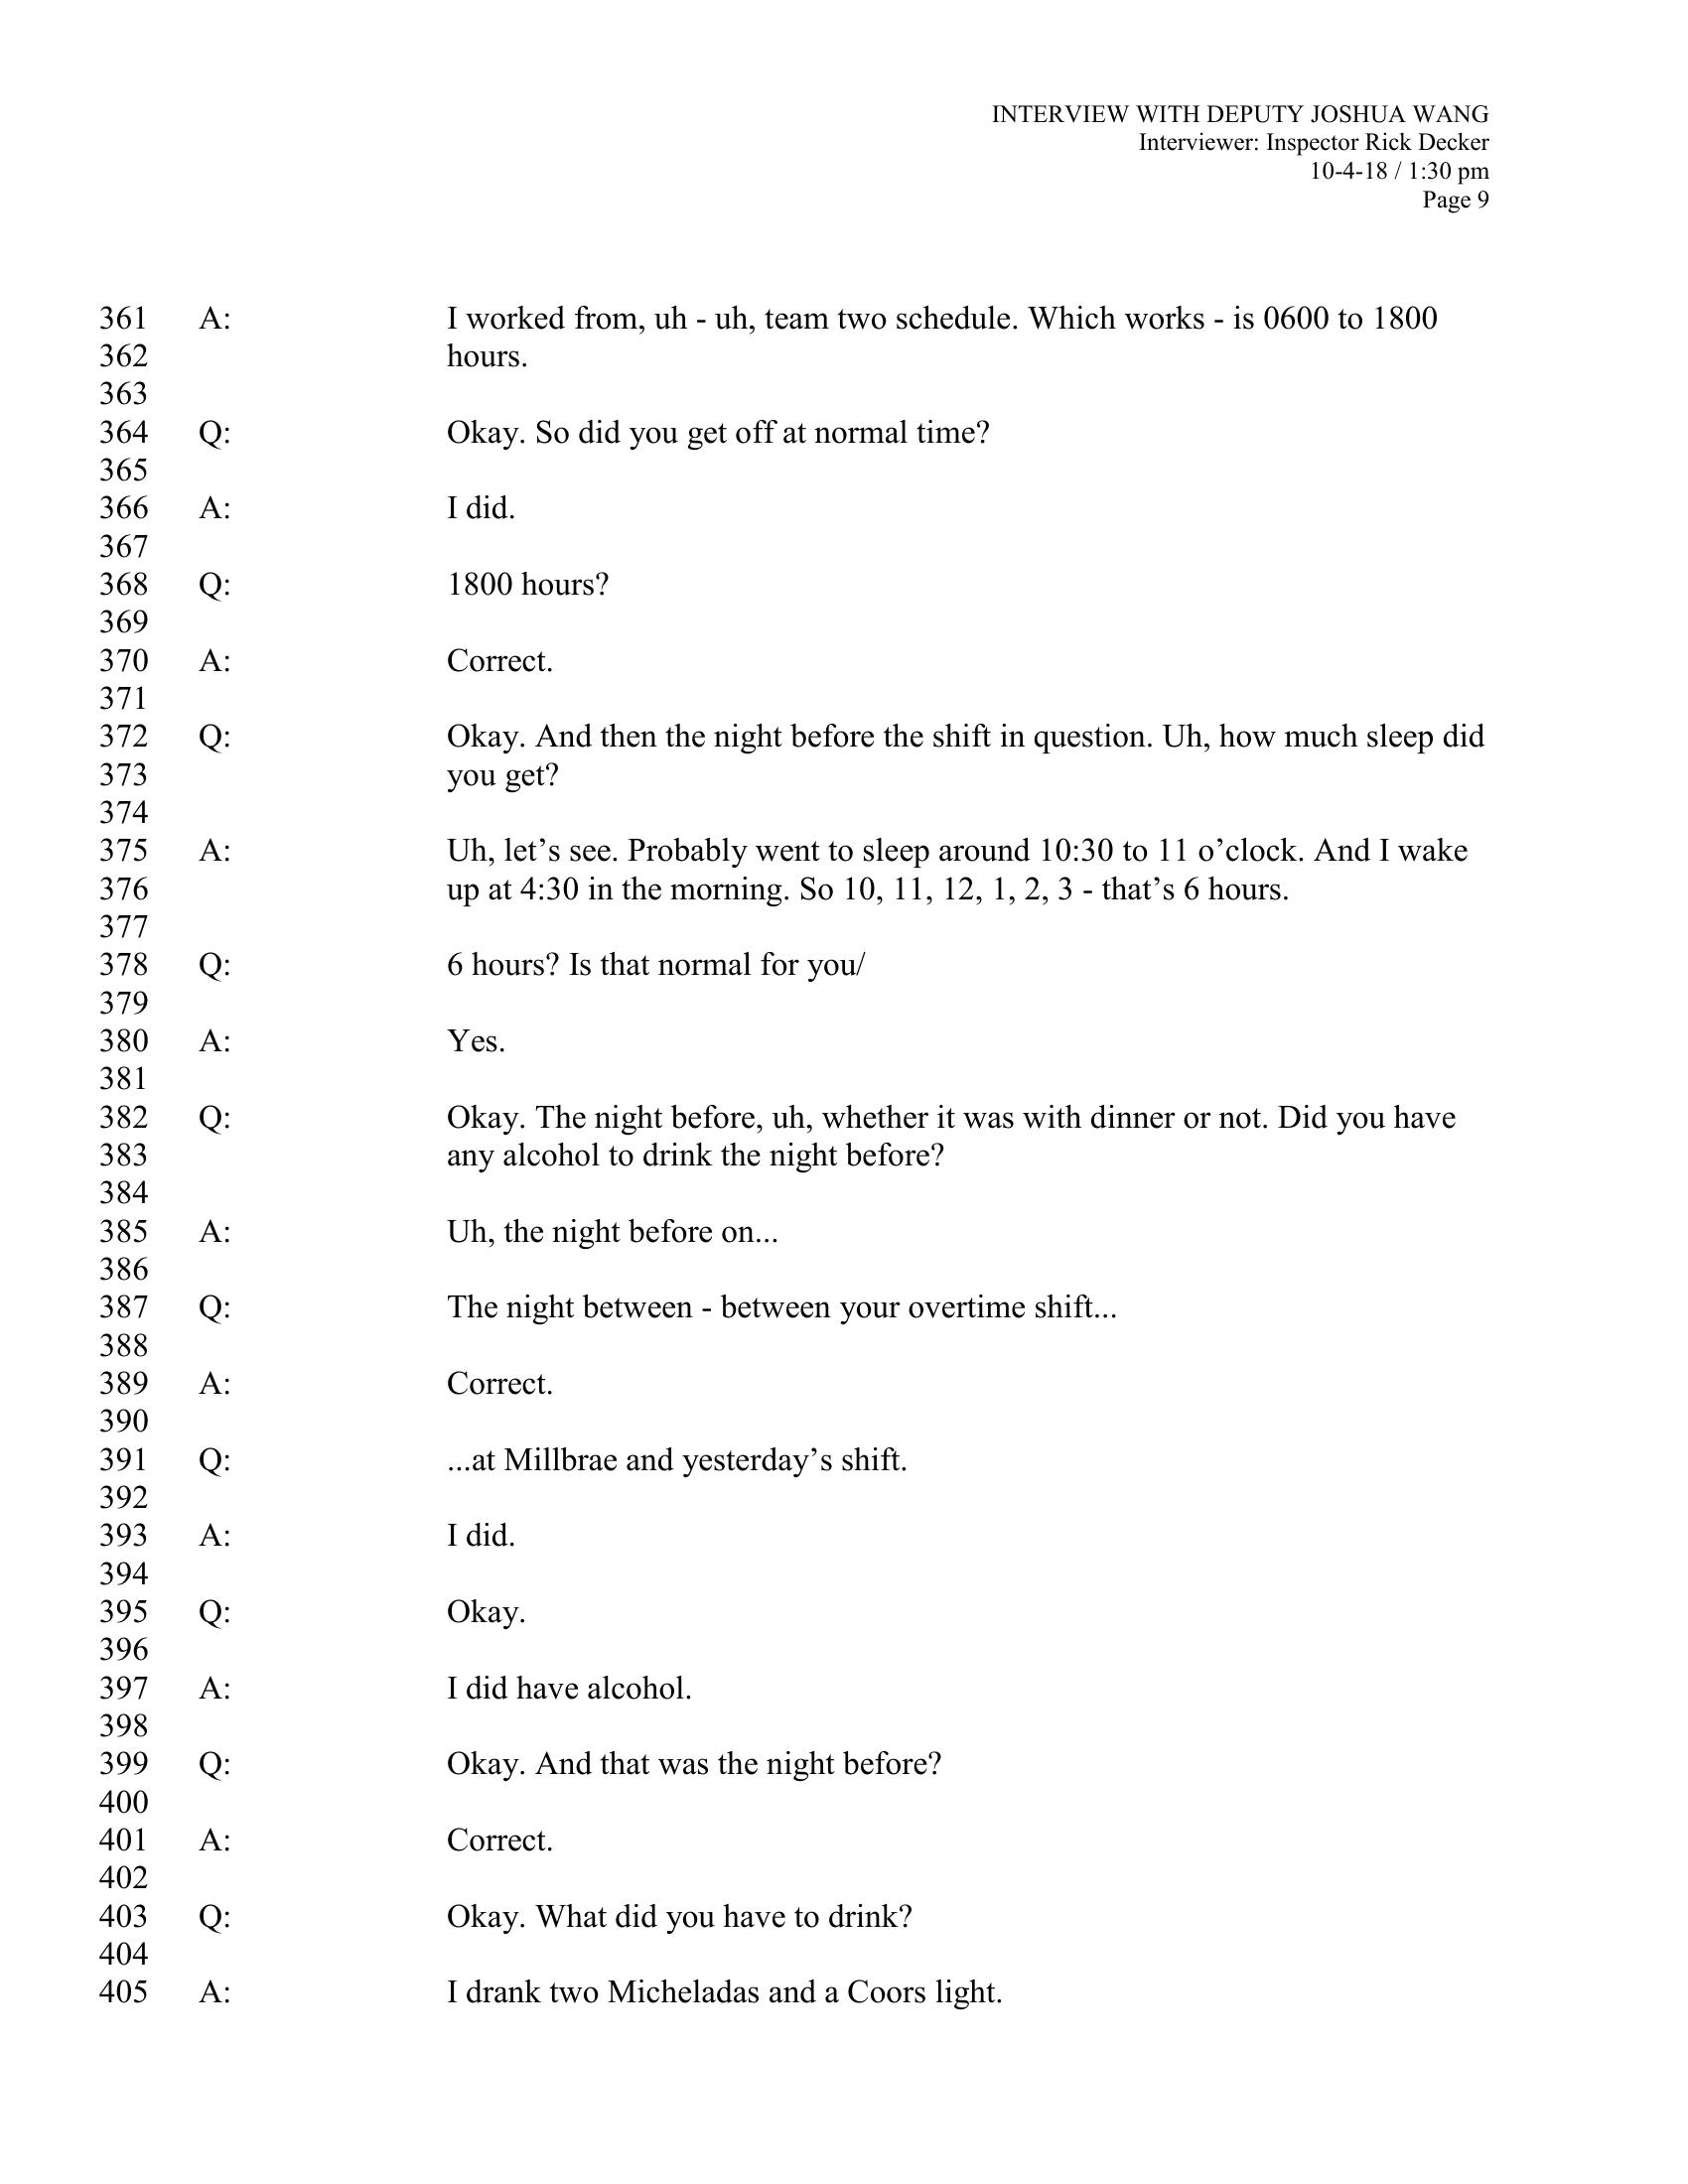 INTERVIEW WITH DEPUTY JOSHUA WANG
Interviewer: Inspector Rick Decker
10-4-18 / 1:30 pm
Page 9
361 A: I worked from, uh - uh, team two schedule. Which works - is 0600 to 1800
362 hours.
363
364 Q: Okay. So did you get off at normal time?
365
366 A: I did.
367
368 Q: 1800 hours?
369
370 A: Correct.
371
372 Q: Okay. And then the night before the shift in question. Uh, how much sleep did
373 you get?
374
375 A: Uh, let’s see. Probably went to sleep around 10:30 to 11 o’clock. And I wake
376 up at 4:30 in the morning. So 10, 11, 12, 1, 2, 3 - that’s 6 hours.
377
378 Q: 6 hours? Is that normal for you/
379
380 A: Yes.
381
382 Q: Okay. The night before, uh, whether it was with dinner or not. Did you have
383 any alcohol to drink the night before?
384
385 A: Uh, the night before on...
386
387 Q: The night between - between your overtime shift...
388
389 A: Correct.
390
391 Q: ...at Millbrae and yesterday’s shift.
392
393 A: I did.
394
395 Q: Okay.
396
397 A: I did have alcohol.
398
399 Q: Okay. And that was the night before?
400
401 A: Correct.
402
403 Q: Okay. What did you have to drink?
404
405 A: I drank two Micheladas and a Coors light.